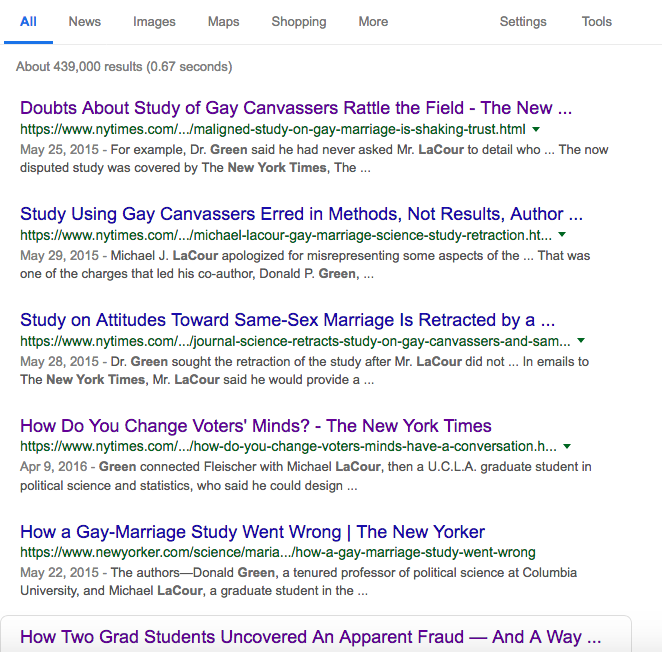 All News Images Maps Shopping More Settings Tools
About 439,000 results (0.67 seconds)
Doubts About Study of Gay Canvassers Rattle the Field - The New ...
https://www.nytimes.com/.../maligned-study-on-gay-marriage-is-shaking-trust.html
May 25, 2015 - For example, Dr. Green said he had never asked Mr. LaCour to detail who ... The now
disputed study was covered by The New York Times, The ...
Study Using Gay Canvassers Erred in Methods, Not Results, Author ...
https://www.nytimes.com/.../michael-lacour-gay-marriage-science-study-retraction.ht...
May 29, 2015 - Michael J. LaCour apologized for misrepresenting some aspects of the ... That was
one of the charges that led his co-author, Donald P. Green, ...
Study on Attitudes Toward Same-Sex Marriage Is Retracted by a ...
https://www.nytimes.com/.../journal-science-retracts-study-on-gay-canvassers-and-sam...
May 28, 2015 - Dr. Green sought the retraction of the study after Mr. LaCour did not ... In emails to
The New York Times, Mr. LaCour said he would provide a ...
How Do You Change Voters' Minds? - The New York Times
https://www.nytimes.com/.../how-do-you-change-voters-minds-have-a-conversation.h...
Apr 9, 2016 - Green connected Fleischer with Michael LaCour, then a U.C.L.A. graduate student in
political science and statistics, who said he could design ...
How a Gay-Marriage Study Went Wrong | The New Yorker
https://www.newyorker.com/science/maria.../how-a-gay-marriage-study-went-wrong
May 22, 2015 - The authors—Donald Green, a tenured professor of political science at Columbia
University, and Michael LaCour, a graduate student in the ...
How Two Grad Students Uncovered An Apparent Fraud — And A Way ...